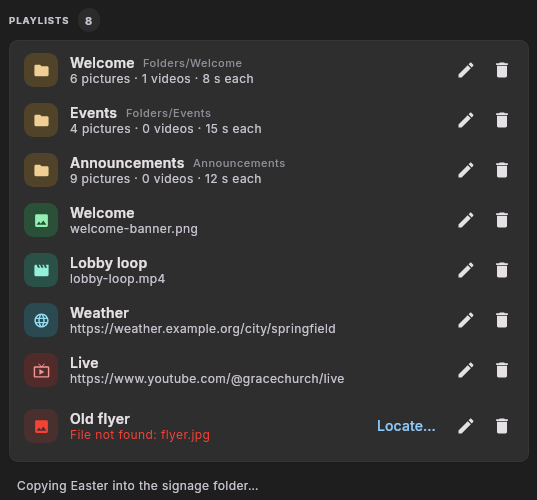 PLAYLISTS 8
Welcome Folders/Welcome
6 pictures · 1 videos · 8 s each
Events Folders/Events
4 pictures · 0 videos · 15 s each
Announcements Announcements
9 pictures · 0 videos · 12 s each
Welcome
welcome-banner.png
Lobby loop
lobby-loop.mp4
Weather
https://weather.example.org/city/springfield
Live
https://www.youtube.com/@gracechurch/live
Old flyer
File not found: flyer.jpg
Locate...
Copying Easter into the signage folder...